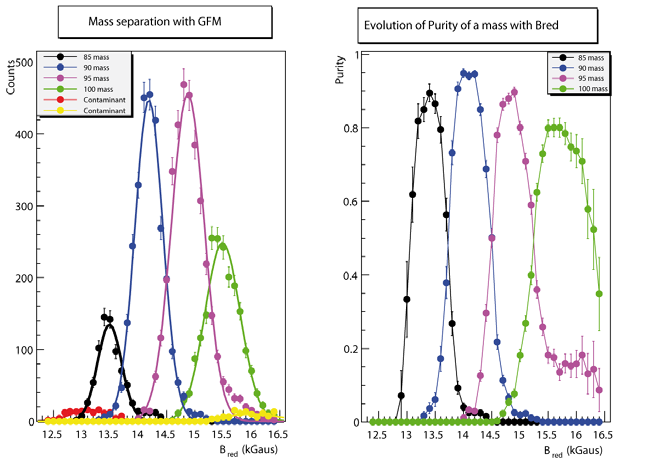 Mass separation with GFM
Counts
500
400
300
200
100
0
85 mass
90 mass
95 mass
100 mass
Contaminant
Contaminant
12.5 13 13.5 14 14.5 15 15.5 16 16.5
Bred (kGaus)
Evolution of Purity of a mass with Bred
Purity
1
0.8
0.6
0.4
0.2
0
85 mass
90 mass
95 mass
100 mass
12.5 13 13.5 14 14.5 15 15.5 16 16.5
Bred (kGaus)